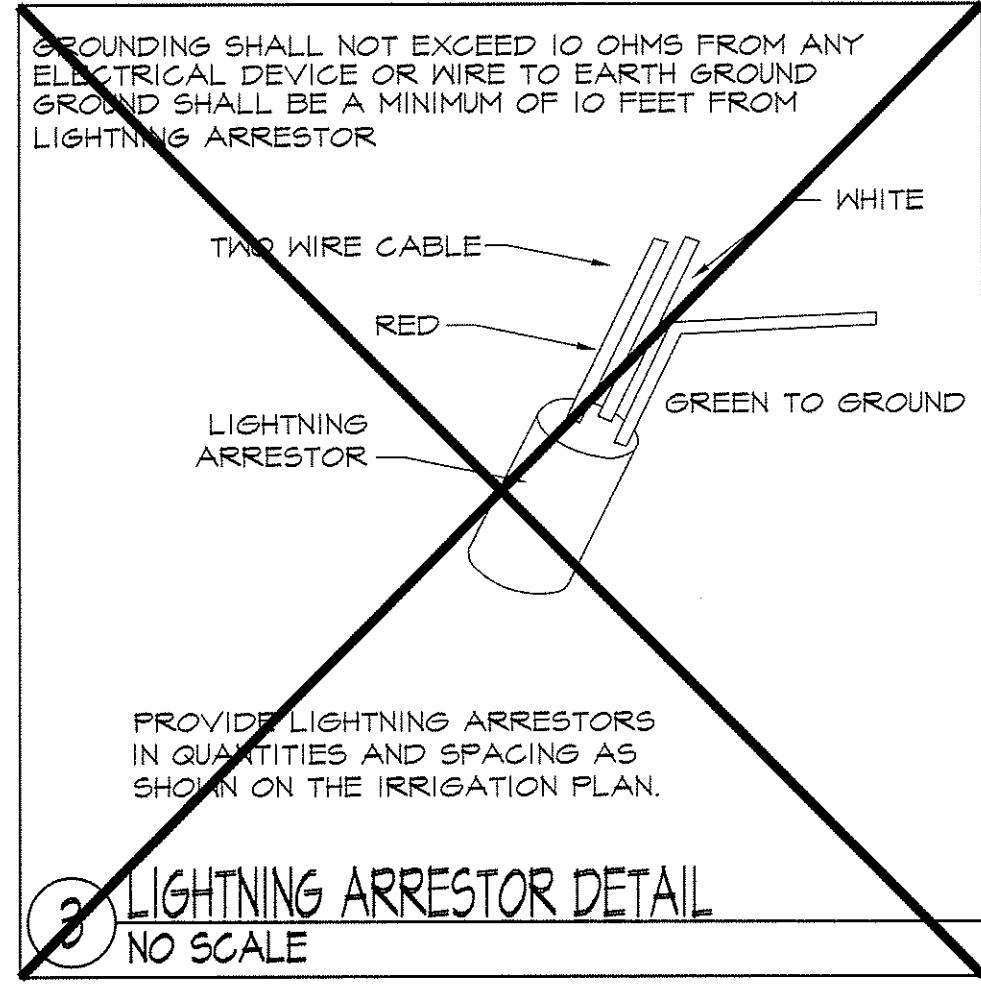 GROUNDING SHALL NOT EXCEED 10 OHMS FROM ANY
ELECTRICAL DEVICE OR WIRE TO EARTH GROUND
GROUND SHALL BE A MINIMUM OF 10 FEET FROM
LIGHTNING ARRESTOR
WHITE
TWO WIRE CABLE
RED
GREEN TO GROUND
LIGHTNING
ARRESTOR
PROVIDE LIGHTNING ARRESTORS
IN QUANTITIES AND SPACING AS
SHOWN ON THE IRRIGATION PLAN.
3 LIGHTNING ARRESTOR DETAIL
NO SCALE